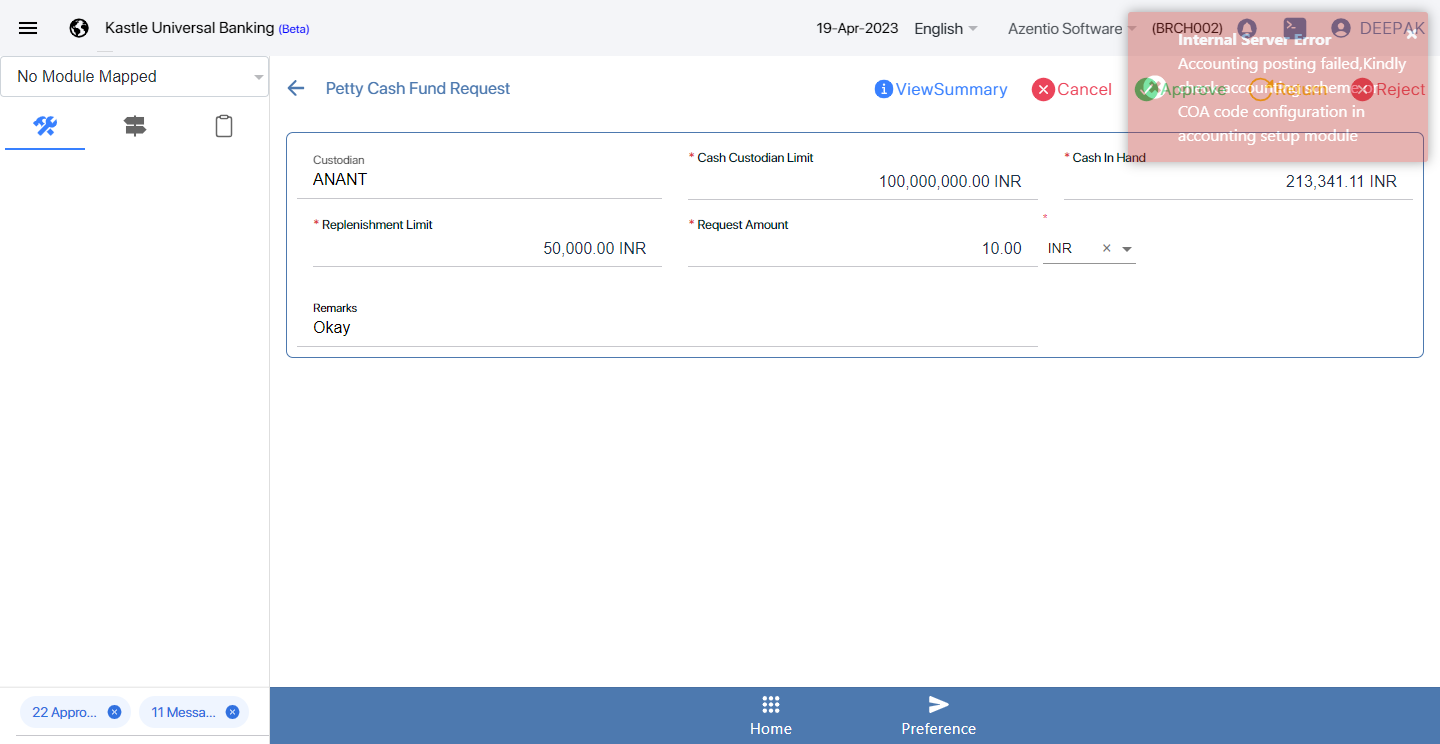 Kastle Universal Banking (Beta)
19-Apr-2023
English
Azentio Software
(BRCH002)
DEEPAK
No Module Mapped
Petty Cash Fund Request
ViewSummary
Cancel
Approve
Return
Reject
Internal Server Error
Accounting posting failed,Kindly
check accounting scheme or
COA code configuration in
accounting setup module
Custodian
ANANT
* Cash Custodian Limit
100,000,000.00 INR
* Cash In Hand
213,341.11 INR
* Replenishment Limit
50,000.00 INR
* Request Amount
10.00
*
INR
Remarks
Okay
22 Appro...
11 Messa...
Home
Preference